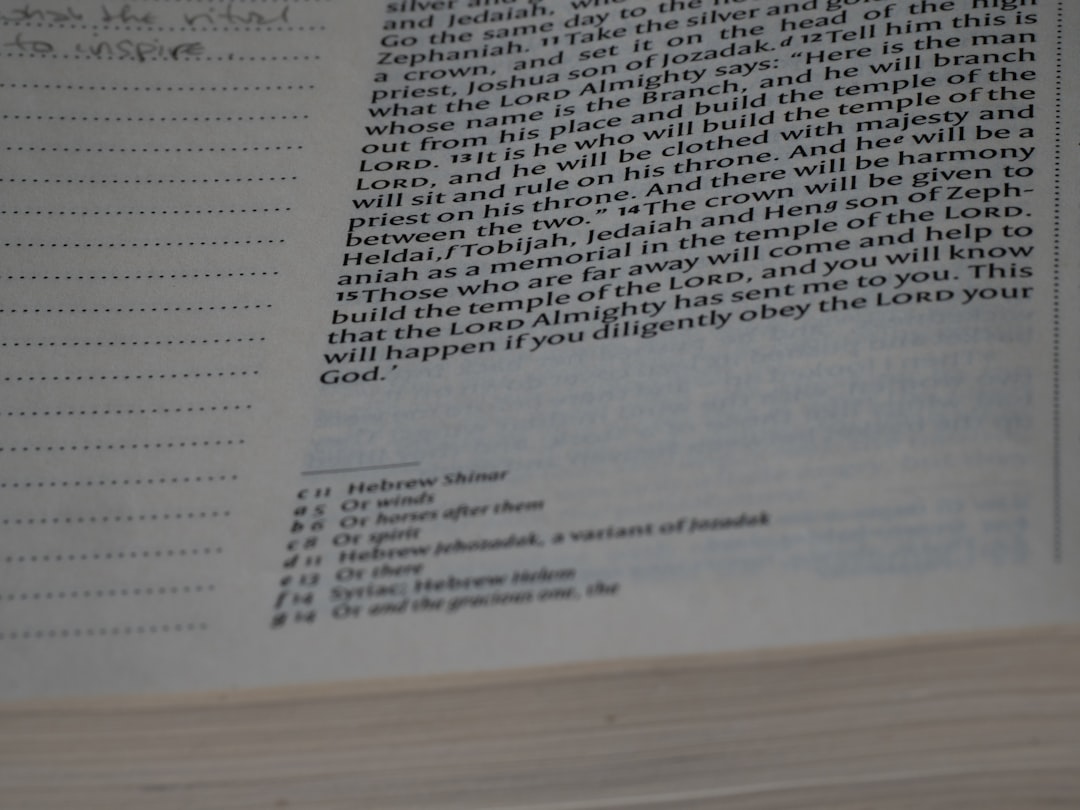 that the ritual
to inspire
silver and
and Jedaiah, who
Go the same day to the
Zephaniah. 11 Take the silver and
a crown, and set it on the head of the high
priest, Joshua son of Jozadak.d 12 Tell him this is
what the LORD Almighty says: “Here is the man
whose name is the Branch, and he will branch
out from his place and build the temple of the
LORD. 13 It is he who will build the temple of the
LORD, and he will be clothed with majesty and
will sit and rule on his throne. And hee will be a
priest on his throne. And there will be harmony
between the two.” 14 The crown will be given to
Heldai,f Tobijah, Jedaiah and Heng son of Zeph-
aniah as a memorial in the temple of the LORD.
15 Those who are far away will come and help to
build the temple of the LORD, and you will know
that the LORD Almighty has sent me to you. This
will happen if you diligently obey the LORD your
God.’
c 11 Hebrew Shinar
a 5 Or winds
b 6 Or horses after them
c 8 Or spirit
d 11 Hebrew Jehozadak, a variant of Jozadak
e 13 Or there
f 14 Syriac; Hebrew Helem
g 14 Or and the gracious one, the